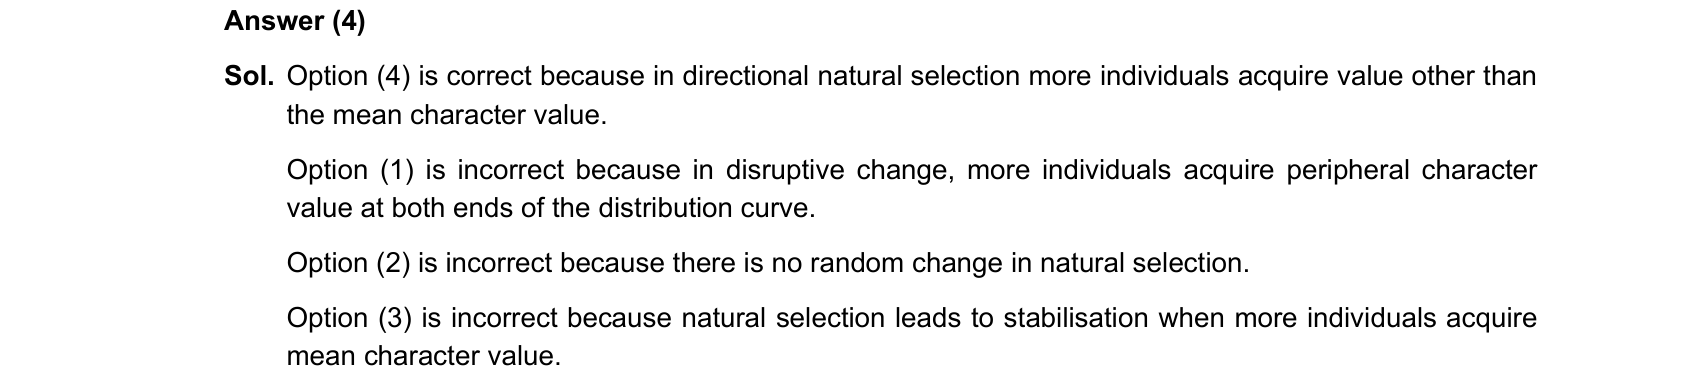 Answer (4)
Sol. Option (4) is correct because in directional natural selection more individuals acquire value other than
the mean character value.
Option (1) is incorrect because in disruptive change, more individuals acquire peripheral character
value at both ends of the distribution curve.
Option (2) is incorrect because there is no random change in natural selection.
Option (3) is incorrect because natural selection leads to stabilisation when more individuals acquire
mean character value.